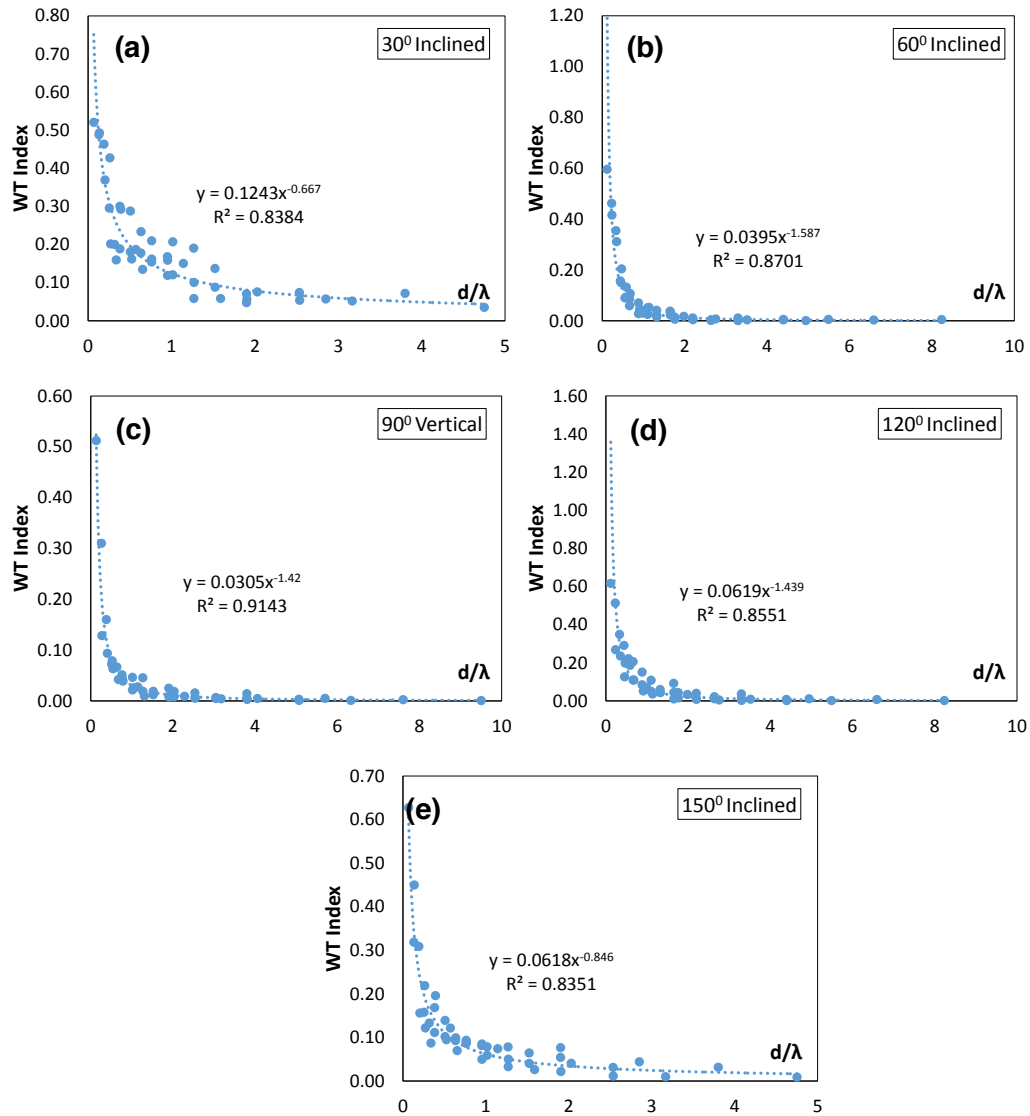 (a)
30⁰ Inclined
WT Index
0.80
0.70
0.60
0.50
0.40
0.30
0.20
0.10
0.00
y = 0.1243x^-0.667
R² = 0.8384
d/λ
0 1 2 3 4 5
(b)
60⁰ Inclined
WT Index
1.20
1.00
0.80
0.60
0.40
0.20
0.00
y = 0.0395x^-1.587
R² = 0.8701
d/λ
0 2 4 6 8 10
(c)
90⁰ Vertical
WT Index
0.60
0.50
0.40
0.30
0.20
0.10
0.00
y = 0.0305x^-1.42
R² = 0.9143
d/λ
0 2 4 6 8 10
(d)
120⁰ Inclined
WT Index
1.60
1.40
1.20
1.00
0.80
0.60
0.40
0.20
0.00
y = 0.0619x^-1.439
R² = 0.8551
d/λ
0 2 4 6 8 10
(e)
150⁰ Inclined
WT Index
0.70
0.60
0.50
0.40
0.30
0.20
0.10
0.00
y = 0.0618x^-0.846
R² = 0.8351
d/λ
0 1 2 3 4 5